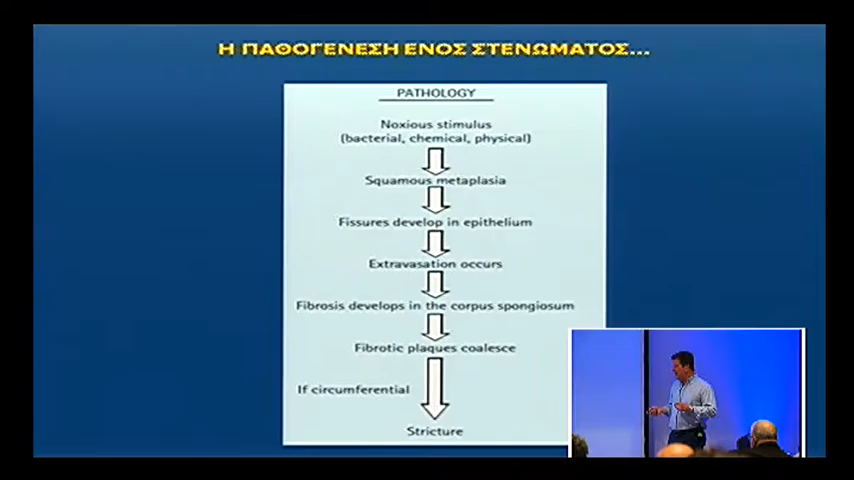 Η ΠΑΘΟΓΕΝΕΣΗ ΕΝΟΣ ΣΤΕΝΩΜΑΤΟΣ...
PATHOLOGY
Noxious stimulus
(bacterial, chemical, physical)
Squamous metaplasia
Fissures develop in epithelium
Extravasation occurs
Fibrosis develops in the corpus spongiosum
Fibrotic plaques coalesce
If circumferential
Stricture